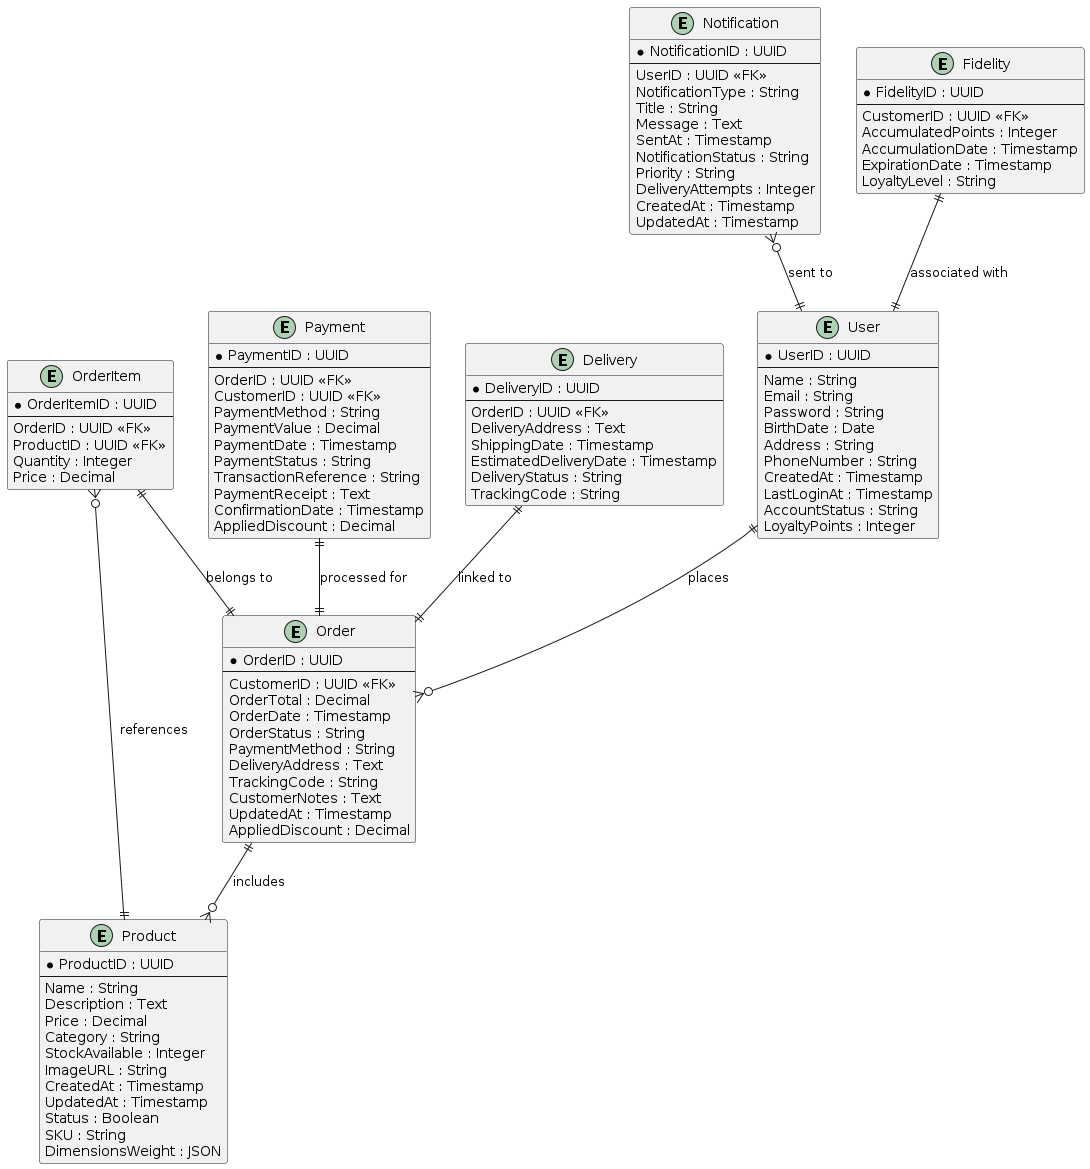 E Notification
* NotificationID : UUID
UserID : UUID «FK»
NotificationType : String
Title : String
Message : Text
SentAt : Timestamp
NotificationStatus : String
Priority : String
DeliveryAttempts : Integer
CreatedAt : Timestamp
UpdatedAt : Timestamp
E Fidelity
* FidelityID : UUID
CustomerID : UUID «FK»
AccumulatedPoints : Integer
AccumulationDate : Timestamp
ExpirationDate : Timestamp
LoyaltyLevel : String
sent to
associated with
E OrderItem
* OrderItemID : UUID
OrderID : UUID «FK»
ProductID : UUID «FK»
Quantity : Integer
Price : Decimal
E Payment
* PaymentID : UUID
OrderID : UUID «FK»
CustomerID : UUID «FK»
PaymentMethod : String
PaymentValue : Decimal
PaymentDate : Timestamp
PaymentStatus : String
TransactionReference : String
PaymentReceipt : Text
ConfirmationDate : Timestamp
AppliedDiscount : Decimal
E Delivery
* DeliveryID : UUID
OrderID : UUID «FK»
DeliveryAddress : Text
ShippingDate : Timestamp
EstimatedDeliveryDate : Timestamp
DeliveryStatus : String
TrackingCode : String
E User
* UserID : UUID
Name : String
Email : String
Password : String
BirthDate : Date
Address : String
PhoneNumber : String
CreatedAt : Timestamp
LastLoginAt : Timestamp
AccountStatus : String
LoyaltyPoints : Integer
belongs to
processed for
linked to
places
E Order
* OrderID : UUID
CustomerID : UUID «FK»
OrderTotal : Decimal
OrderDate : Timestamp
OrderStatus : String
PaymentMethod : String
DeliveryAddress : Text
TrackingCode : String
CustomerNotes : Text
UpdatedAt : Timestamp
AppliedDiscount : Decimal
references
includes
E Product
* ProductID : UUID
Name : String
Description : Text
Price : Decimal
Category : String
StockAvailable : Integer
ImageURL : String
CreatedAt : Timestamp
UpdatedAt : Timestamp
Status : Boolean
SKU : String
DimensionsWeight : JSON